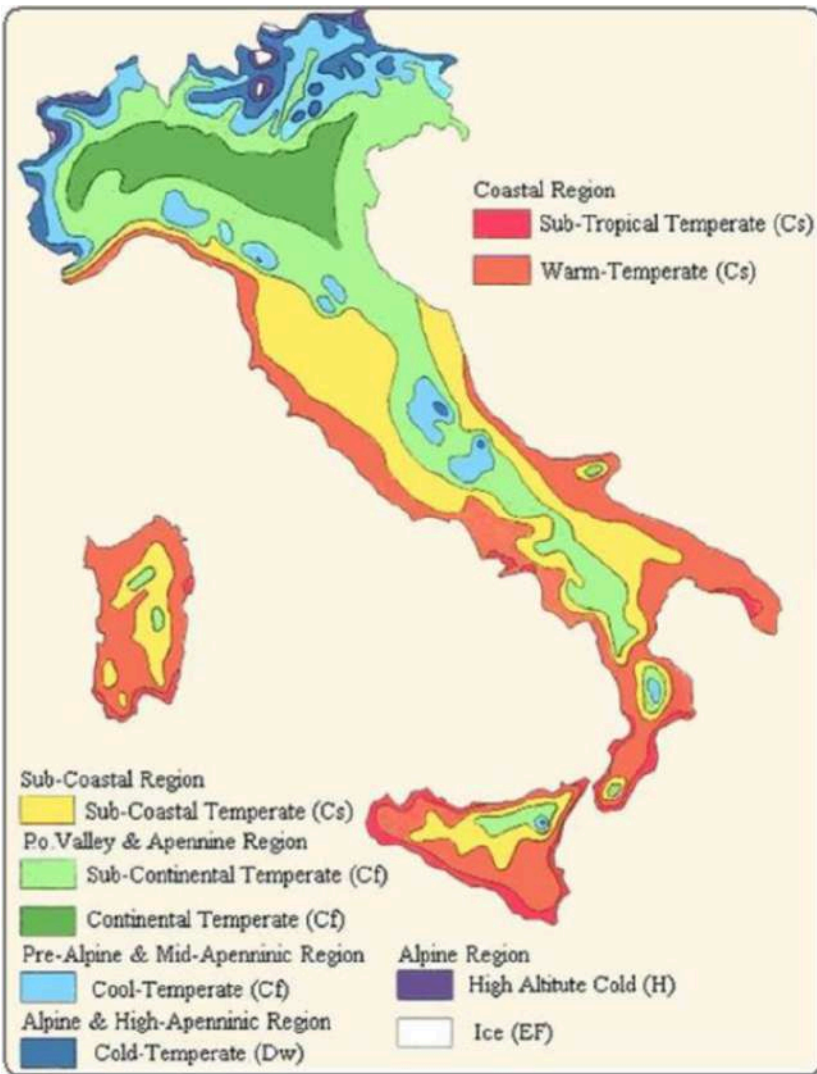 Coastal Region
Sub-Tropical Temperate (Cs)
Warm-Temperate (Cs)
Sub-Coastal Region
Sub-Coastal Temperate (Cs)
P.o. Valley & Apennine Region
Sub-Continental Temperate (Cf)
Continental Temperate (Cf)
Pre-Alpine & Mid-Apenninic Region
Cool-Temperate (Cf)
Alpine & High-Apenninic Region
Cold-Temperate (Dw)
Alpine Region
High Altitute Cold (H)
Ice (EF)